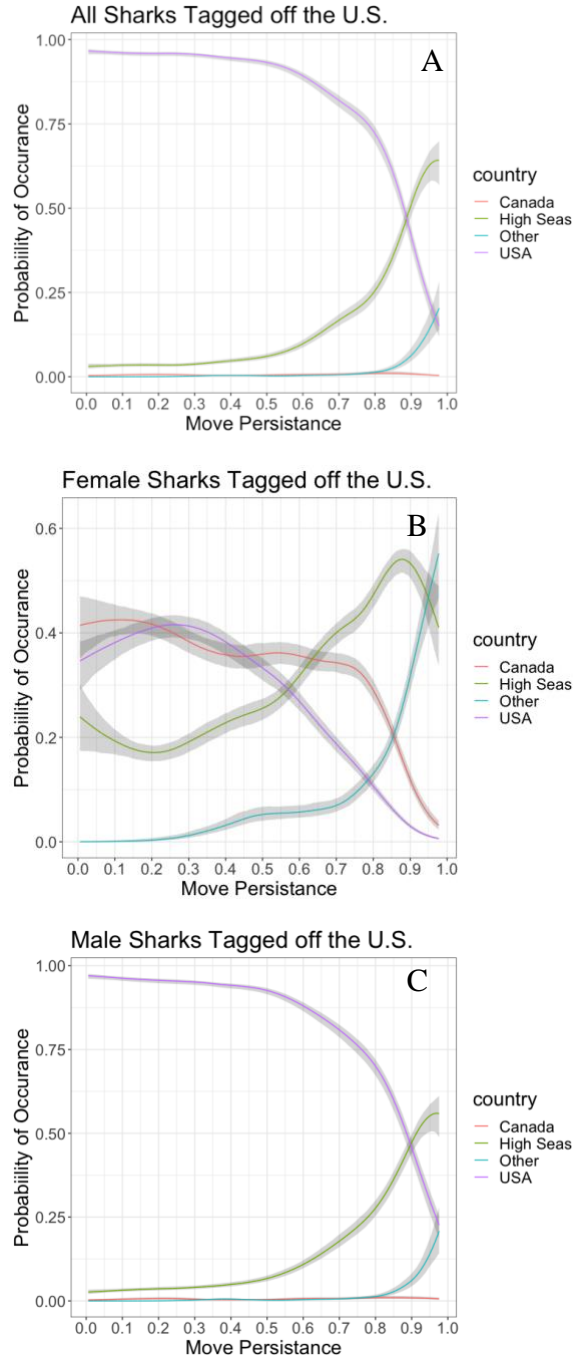 All Sharks Tagged off the U.S.
A
1.00
0.75
0.50
0.25
0.00
Probabiility of Occurance
0.0 0.1 0.2 0.3 0.4 0.5 0.6 0.7 0.8 0.9 1.0
Move Persistance
country
Canada
High Seas
Other
USA
Female Sharks Tagged off the U.S.
B
0.6
0.4
0.2
0.0
Probabiility of Occurance
0.0 0.1 0.2 0.3 0.4 0.5 0.6 0.7 0.8 0.9 1.0
Move Persistance
country
Canada
High Seas
Other
USA
Male Sharks Tagged off the U.S.
C
1.00
0.75
0.50
0.25
0.00
Probabiility of Occurance
0.0 0.1 0.2 0.3 0.4 0.5 0.6 0.7 0.8 0.9 1.0
Move Persistance
country
Canada
High Seas
Other
USA